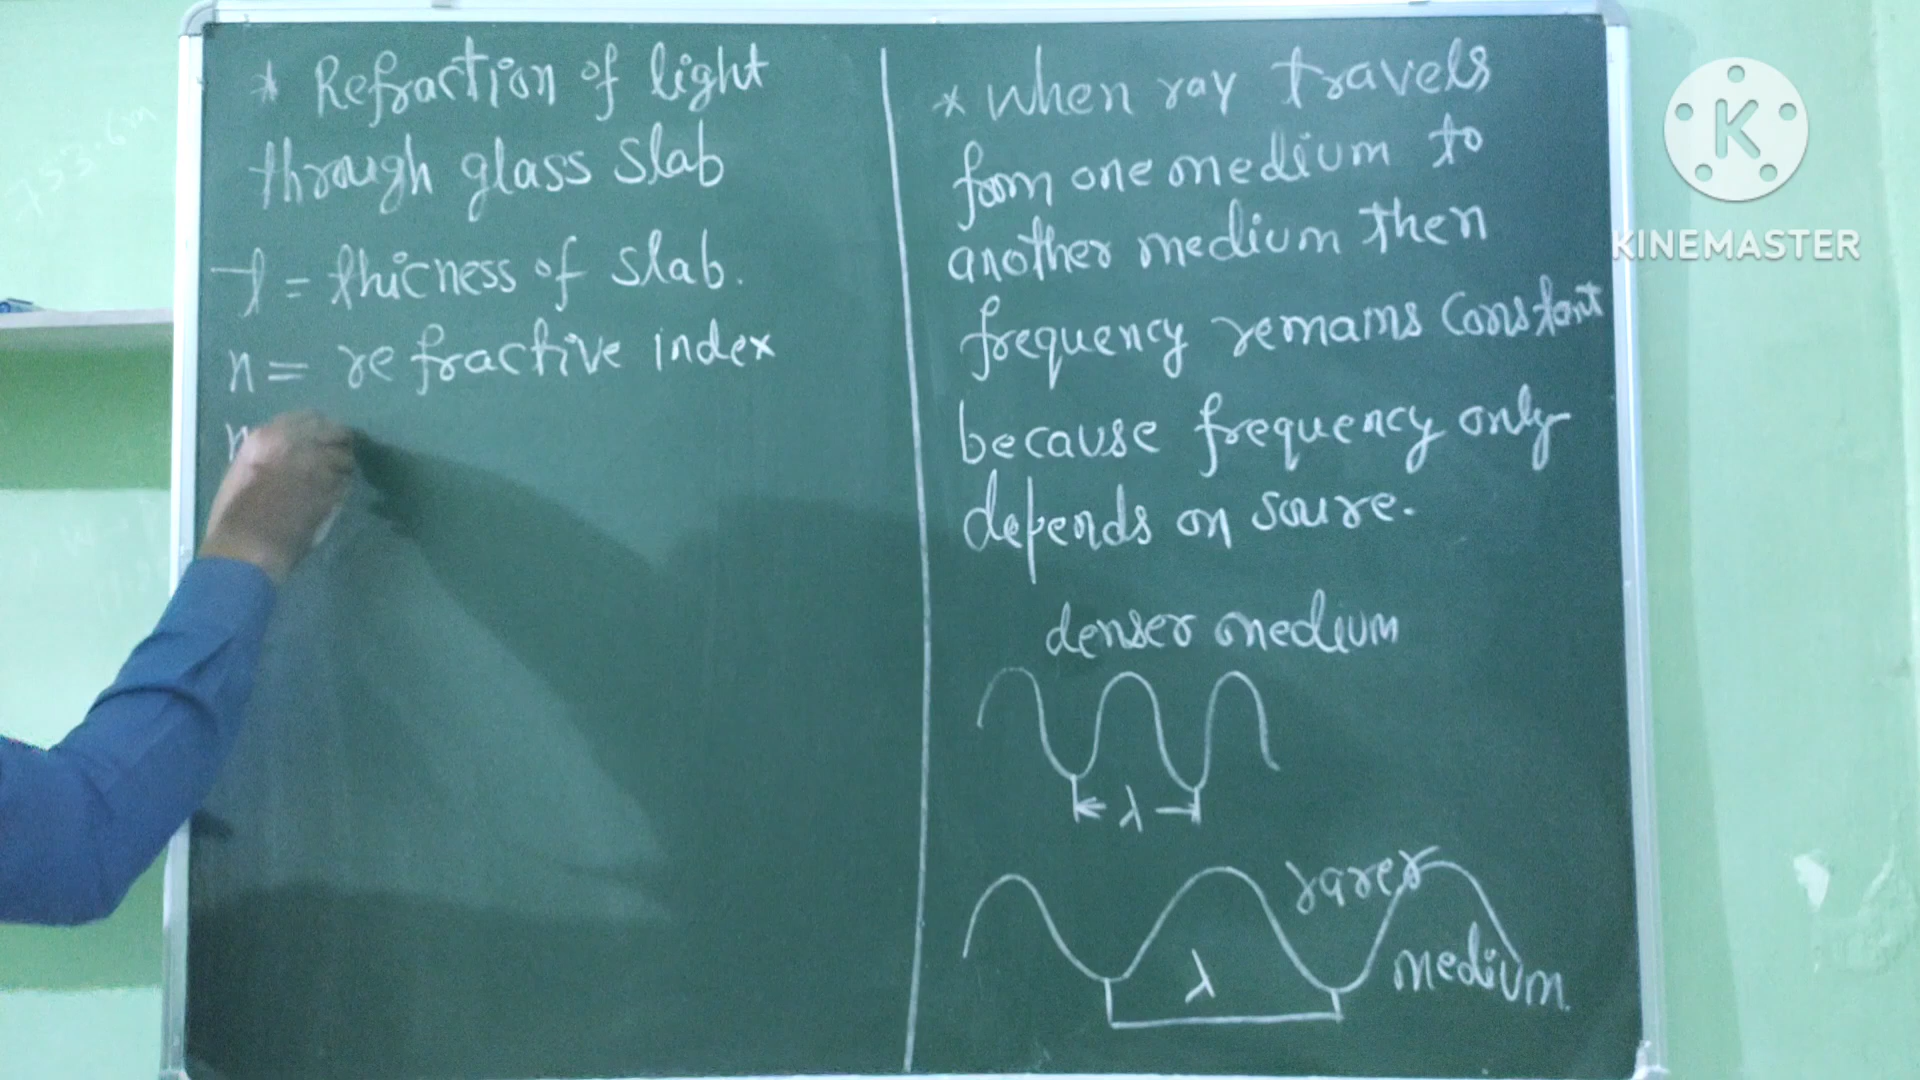 * Refraction of light
through glass slab
t = thicness of slab.
n = refractive index
n
* when ray travels
from one medium to
another medium then
frequency remains constant
because frequency only
depends on soure.
denser medium
λ
rarer
λ
medium.
K
KINEMASTER